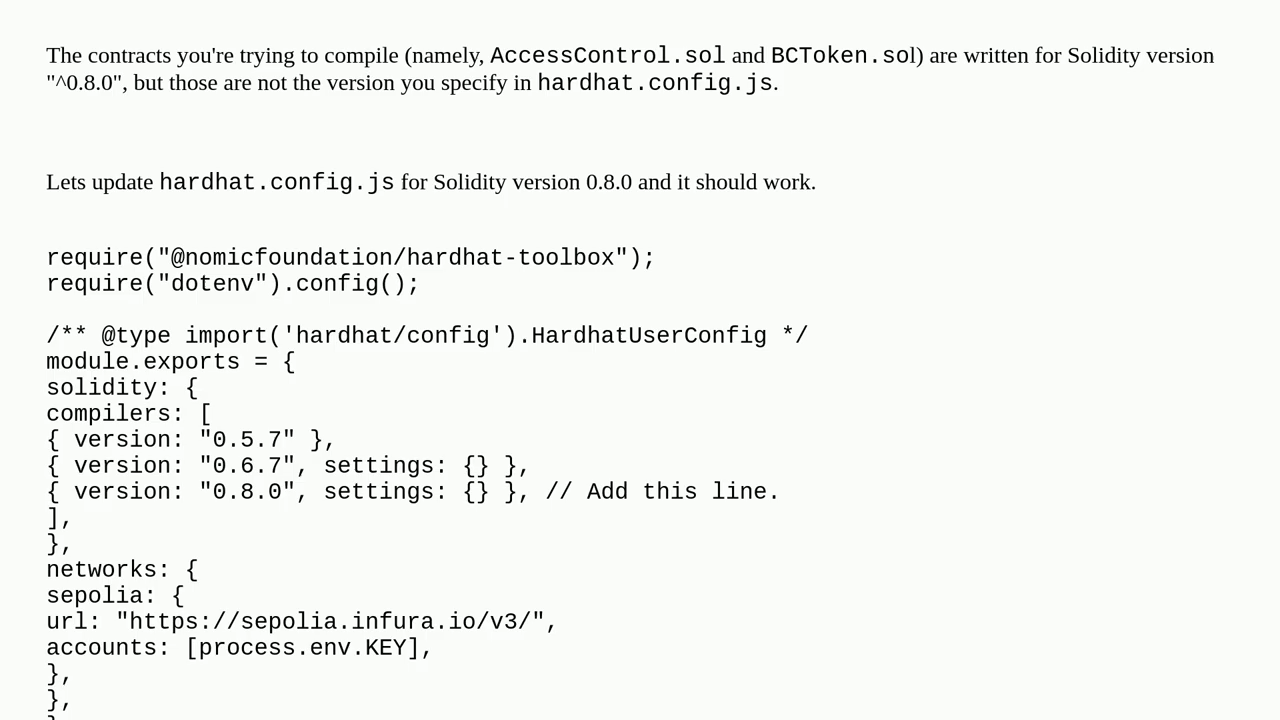 The contracts you're trying to compile (namely, AccessControl.sol and BCToken.sol) are written for Solidity version
"^0.8.0", but those are not the version you specify in hardhat.config.js.
Lets update hardhat.config.js for Solidity version 0.8.0 and it should work.
require("@nomicfoundation/hardhat-toolbox");
require("dotenv").config();
/** @type import('hardhat/config').HardhatUserConfig */
module.exports = {
solidity: {
compilers: [
{ version: "0.5.7" },
{ version: "0.6.7", settings: {} },
{ version: "0.8.0", settings: {} }, // Add this line.
],
},
networks: {
sepolia: {
url: "https://sepolia.infura.io/v3/",
accounts: [process.env.KEY],
},
},